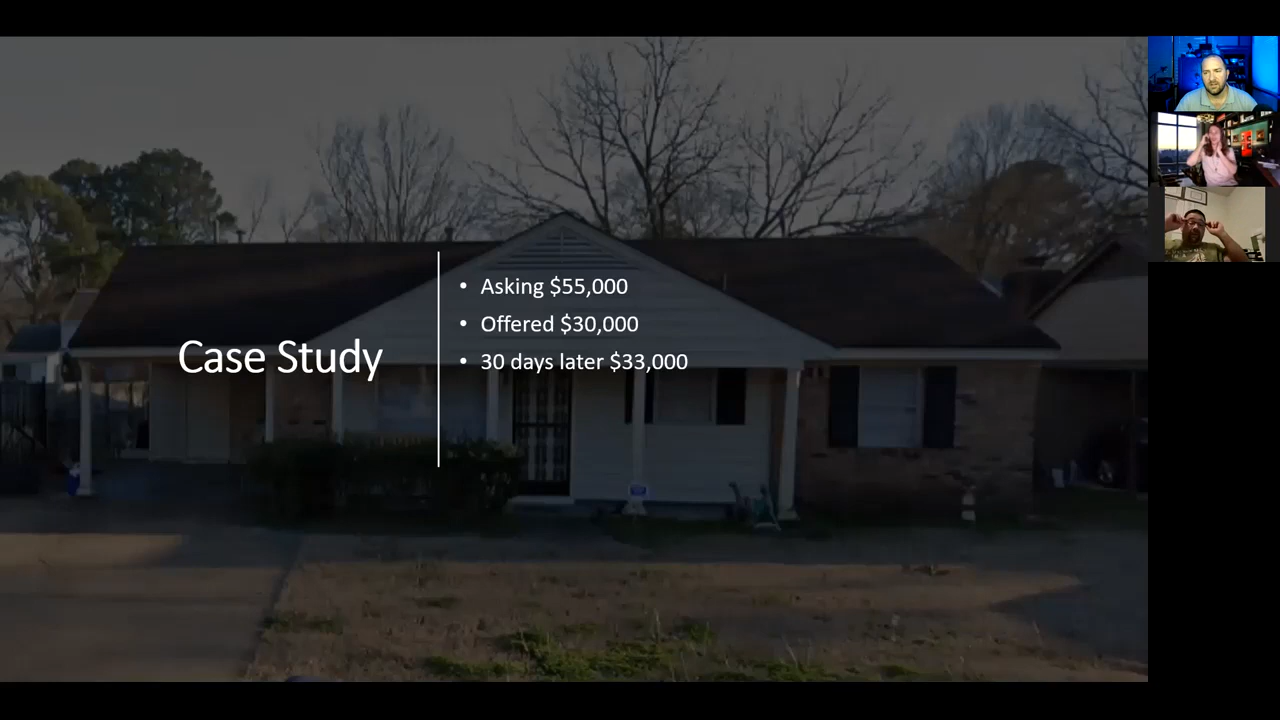 Case Study
• Asking $55,000
• Offered $30,000
• 30 days later $33,000